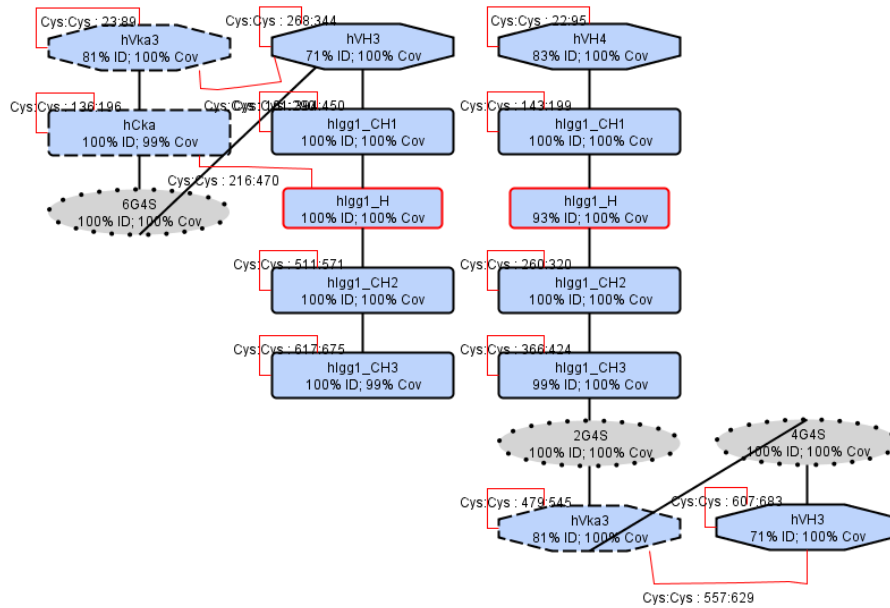 Cys:Cys : 23:89
Cys:Cys : 268:344
Cys:Cys : 22:95
hVka3
81% ID; 100% Cov
hVH3
71% ID; 100% Cov
hVH4
83% ID; 100% Cov
Cys:Cys : 136:196
Cys:Cys : 394:450
Cys:Cys : 143:199
hCka
100% ID; 99% Cov
hIgg1_CH1
100% ID; 100% Cov
hIgg1_CH1
100% ID; 100% Cov
Cys:Cys : 216:470
6G4S
100% ID; 100% Cov
hIgg1_H
100% ID; 100% Cov
hIgg1_H
93% ID; 100% Cov
Cys:Cys : 511:571
Cys:Cys : 260:320
hIgg1_CH2
100% ID; 100% Cov
hIgg1_CH2
100% ID; 100% Cov
Cys:Cys : 617:675
Cys:Cys : 366:424
hIgg1_CH3
100% ID; 99% Cov
hIgg1_CH3
99% ID; 100% Cov
2G4S
100% ID; 100% Cov
4G4S
100% ID; 100% Cov
Cys:Cys : 479:545
Cys:Cys : 607:683
hVka3
81% ID; 100% Cov
hVH3
71% ID; 100% Cov
Cys:Cys : 557:629